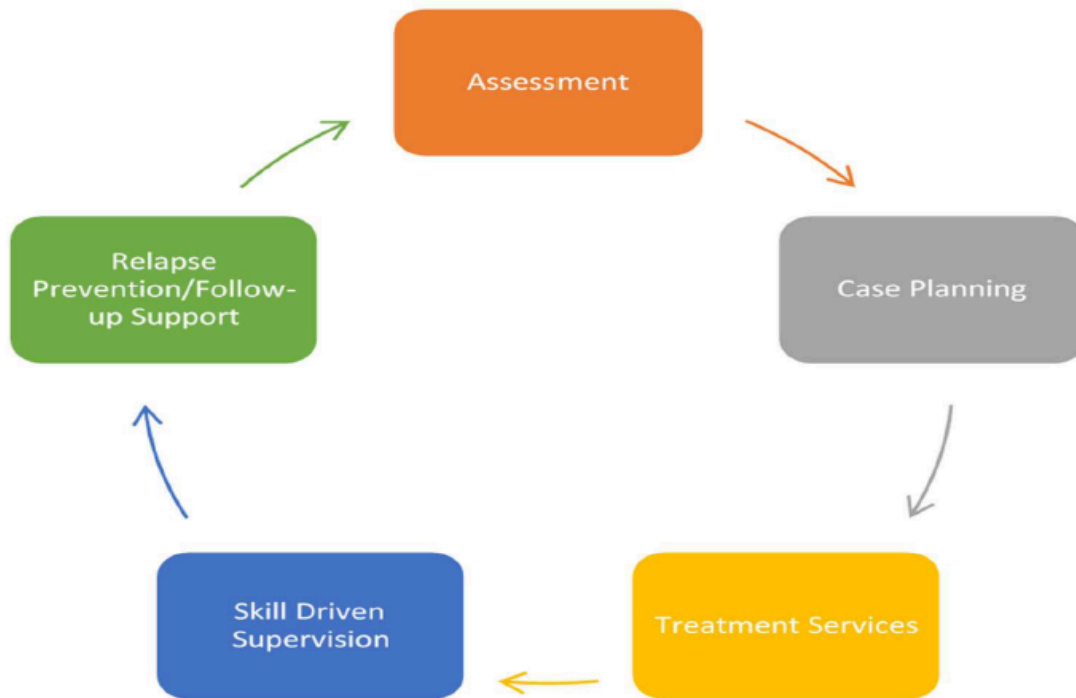 Assessment
Case Planning
Treatment Services
Skill Driven
Supervision
Relapse
Prevention/Follow-
up Support